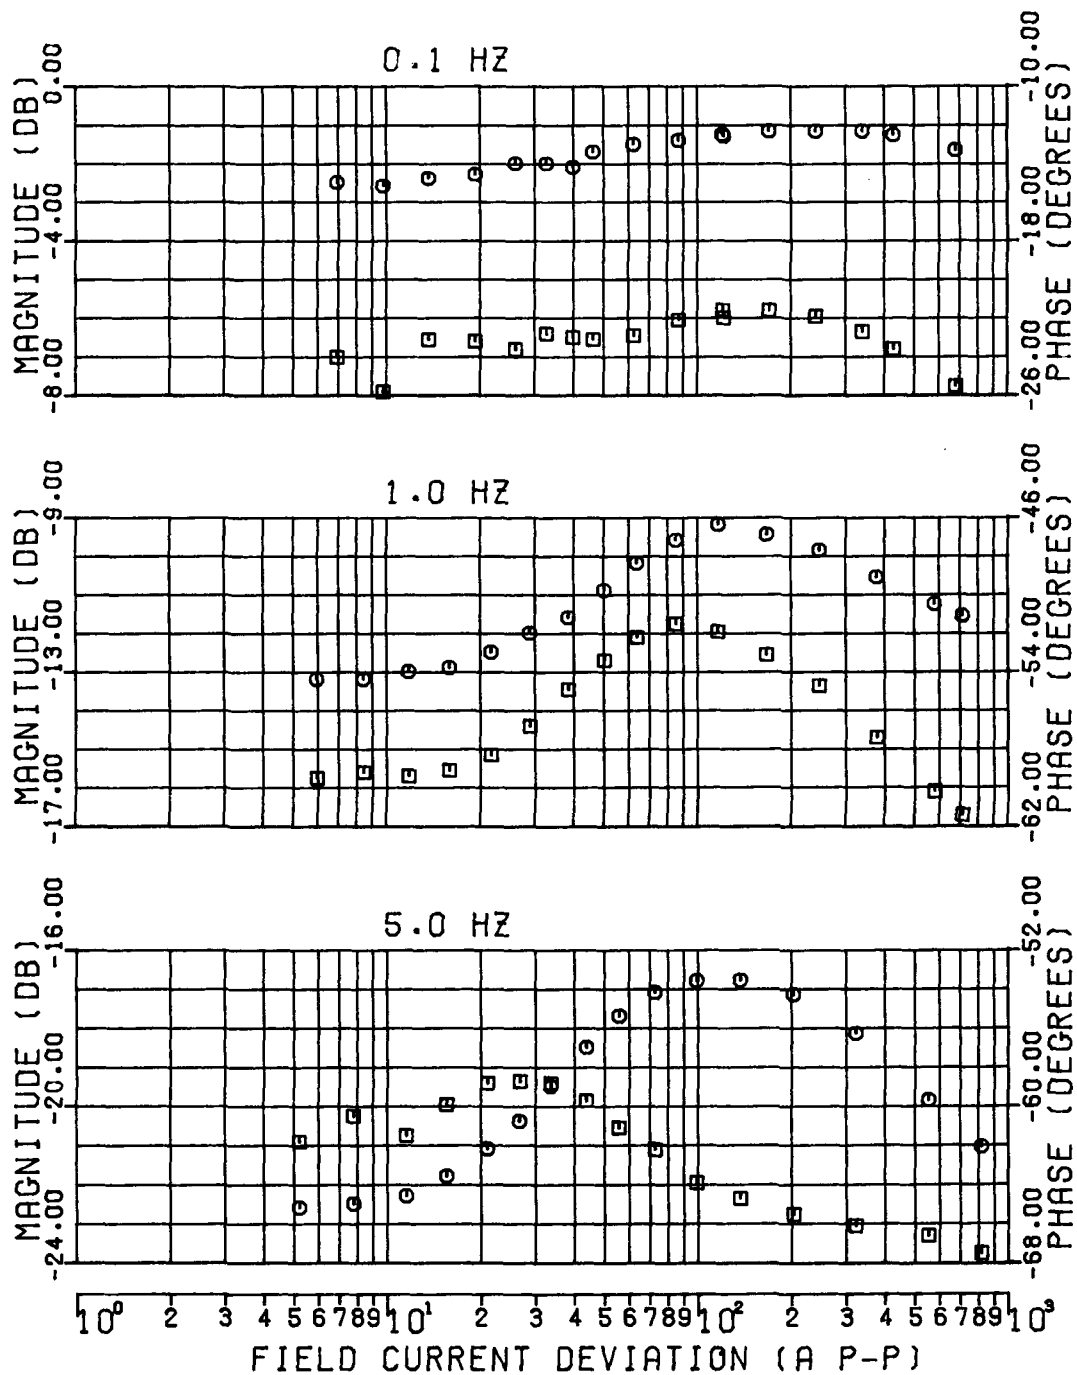 0.1 HZ
MAGNITUDE (DB)
0.00
-4.00
-8.00
PHASE (DEGREES)
-10.00
-18.00
-26.00
1.0 HZ
MAGNITUDE (DB)
-9.00
-13.00
-17.00
PHASE (DEGREES)
-46.00
-54.00
-62.00
5.0 HZ
MAGNITUDE (DB)
-16.00
-20.00
-24.00
PHASE (DEGREES)
-52.00
-60.00
-68.00
10⁰ 2 3 4 5 6 7 8 9 10¹ 2 3 4 5 6 7 8 9 10² 2 3 4 5 6 7 8 9 10³
FIELD CURRENT DEVIATION (A P-P)